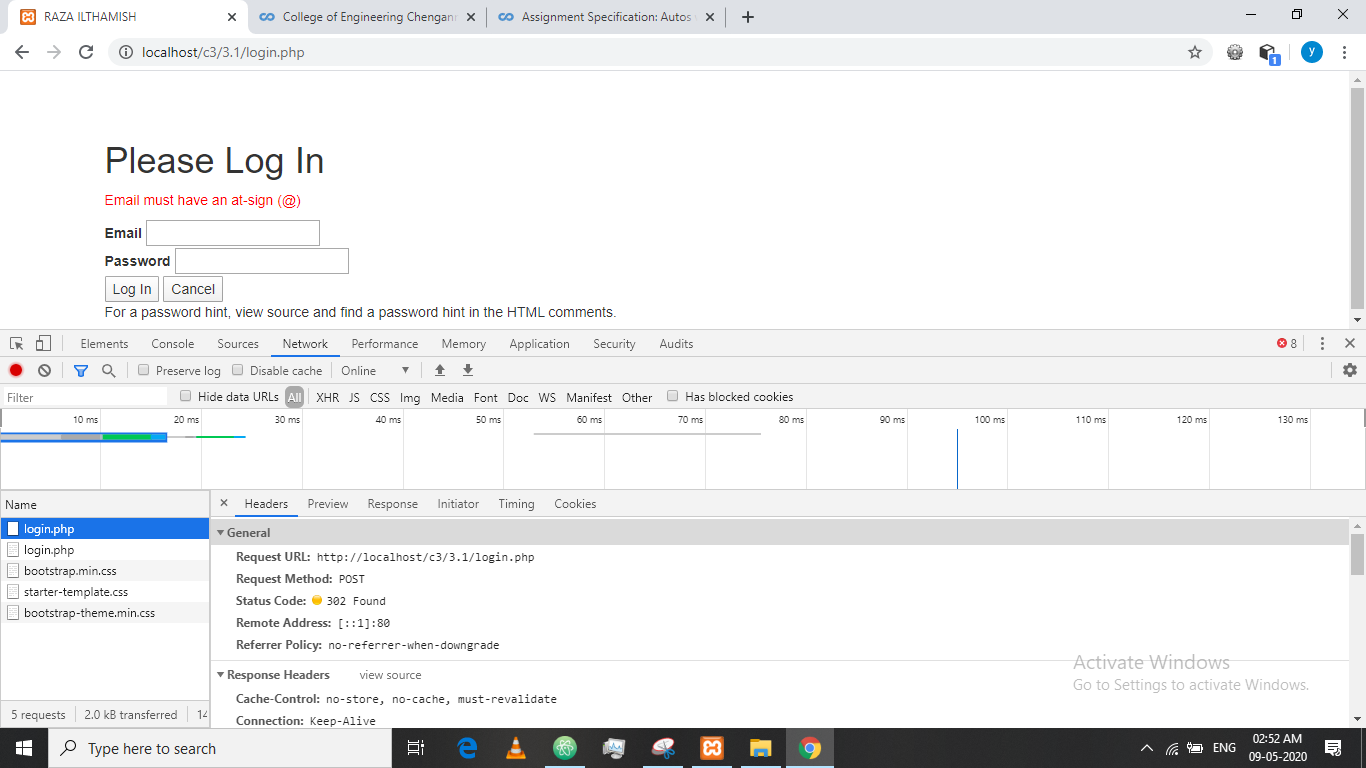 RAZA ILTHAMISH
College of Engineering Chengann
Assignment Specification: Autos
localhost/c3/3.1/login.php
y
1
Please Log In
Email must have an at-sign (@)
Email
Password
Log In Cancel
For a password hint, view source and find a password hint in the HTML comments.
Elements Console Sources Network Performance Memory Application Security Audits 8
Preserve log Disable cache Online
Filter Hide data URLs All XHR JS CSS Img Media Font Doc WS Manifest Other Has blocked cookies
10 ms 20 ms 30 ms 40 ms 50 ms 60 ms 70 ms 80 ms 90 ms 100 ms 110 ms 120 ms 130 ms
Name
login.php
login.php
bootstrap.min.css
starter-template.css
bootstrap-theme.min.css
5 requests 2.0 kB transferred 14
× Headers Preview Response Initiator Timing Cookies
General
Request URL: http://localhost/c3/3.1/login.php
Request Method: POST
Status Code: 302 Found
Remote Address: [::1]:80
Referrer Policy: no-referrer-when-downgrade
Response Headers view source
Cache-Control: no-store, no-cache, must-revalidate
Connection: Keep-Alive
Activate Windows
Go to Settings to activate Windows.
Type here to search
ENG
02:52 AM
09-05-2020